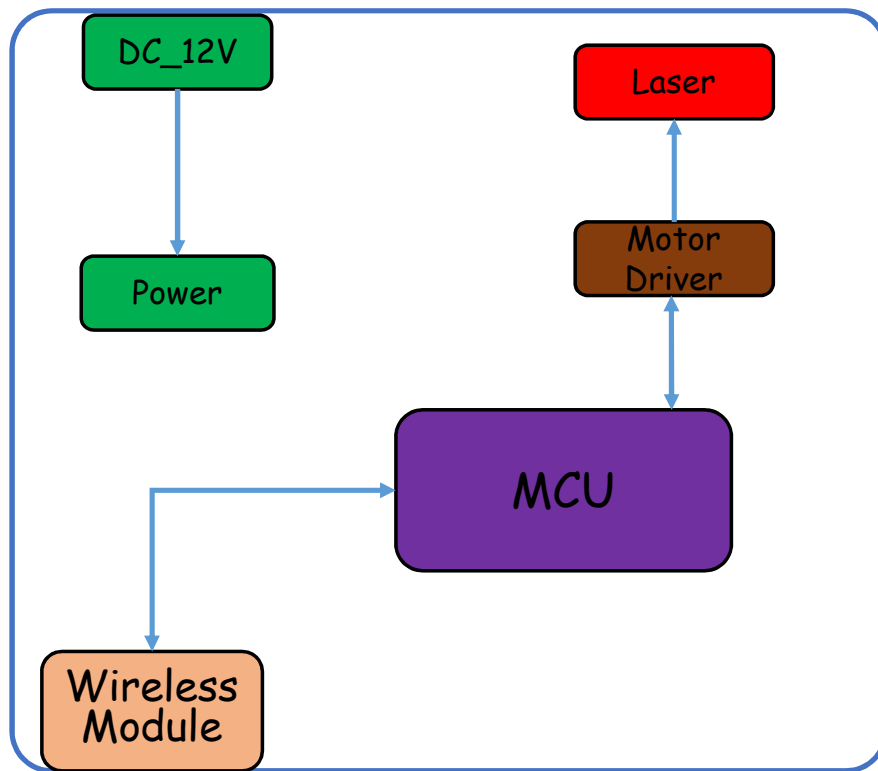 DC_12V
Laser
Motor
Driver
Power
MCU
Wireless
Module